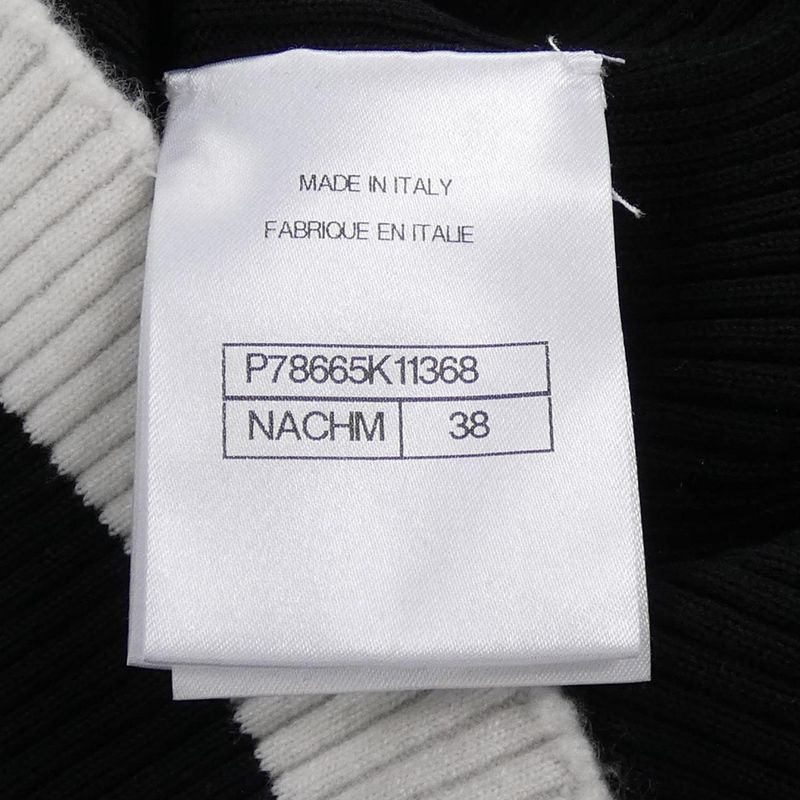 MADE IN ITALY
FABRIQUE EN ITALIE
P78665K11368
NACHM 38